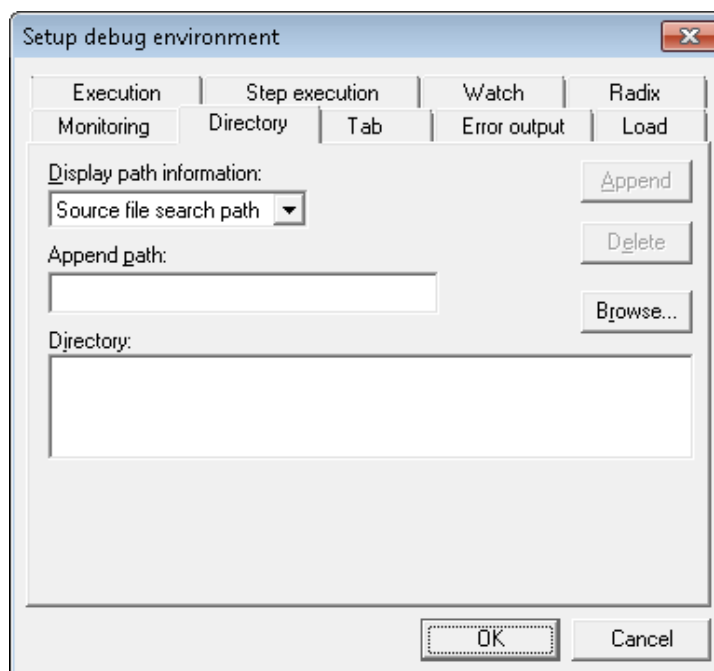 Setup debug environment
Execution Step execution Watch Radix
Monitoring Directory Tab Error output Load
Display path information:
Append
Source file search path
Delete
Append path:
Browse...
Directory:
OK Cancel